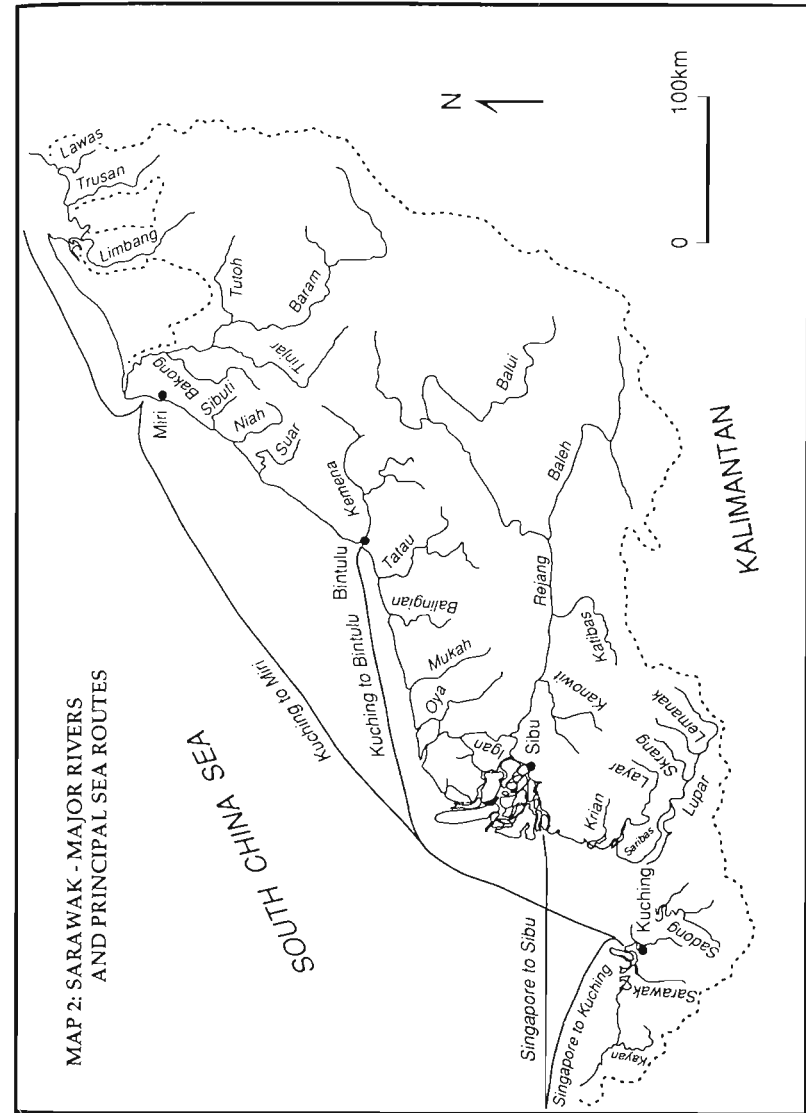 MAP 2: SARAWAK - MAJOR RIVERS
AND PRINCIPAL SEA ROUTES
SOUTH CHINA SEA
KALIMANTAN
N
0 100km
Lawas
Trusan
Limbang
Tutoh
Baram
Tinjar
Bakong
Sibuti
Niah
Suai
Miri
Kemena
Bintulu
Tatau
Balingian
Mukah
Oya
Igan
Sibu
Rejang
Balui
Baleh
Katibas
Kanowit
Lemanak
Skrang
Layar
Lupar
Saribas
Krian
Kuching
Sadong
Sarawak
Kayan
Kuching to Miri
Kuching to Bintulu
Singapore to Sibu
Singapore to Kuching